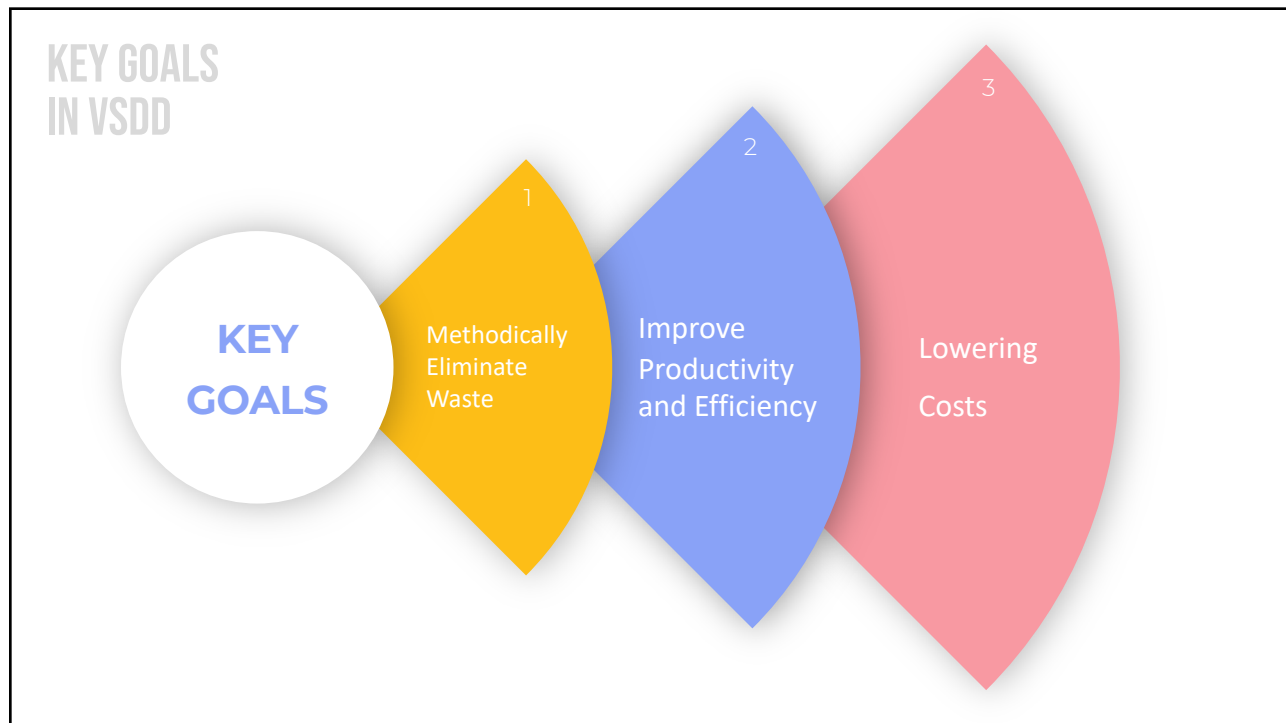 KEY GOALS
IN VSDD
KEY
GOALS
1
Methodically
Eliminate
Waste
2
Improve
Productivity
and Efficiency
3
Lowering
Costs